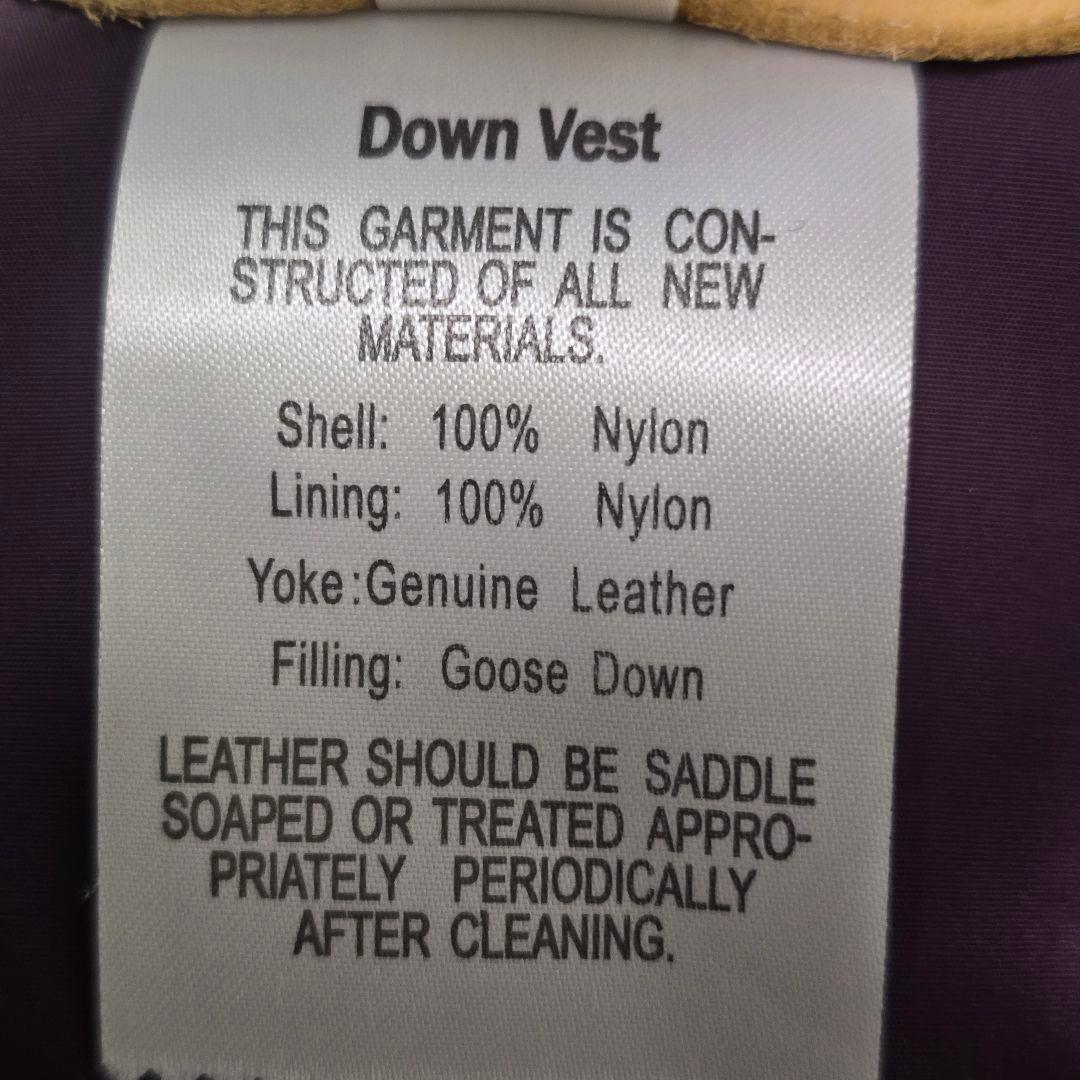 Down Vest
THIS GARMENT IS CON-
STRUCTED OF ALL NEW
MATERIALS.
Shell: 100% Nylon
Lining: 100% Nylon
Yoke:Genuine Leather
Filling: Goose Down
LEATHER SHOULD BE SADDLE
SOAPED OR TREATED APPRO-
PRIATELY PERIODICALLY
AFTER CLEANING.